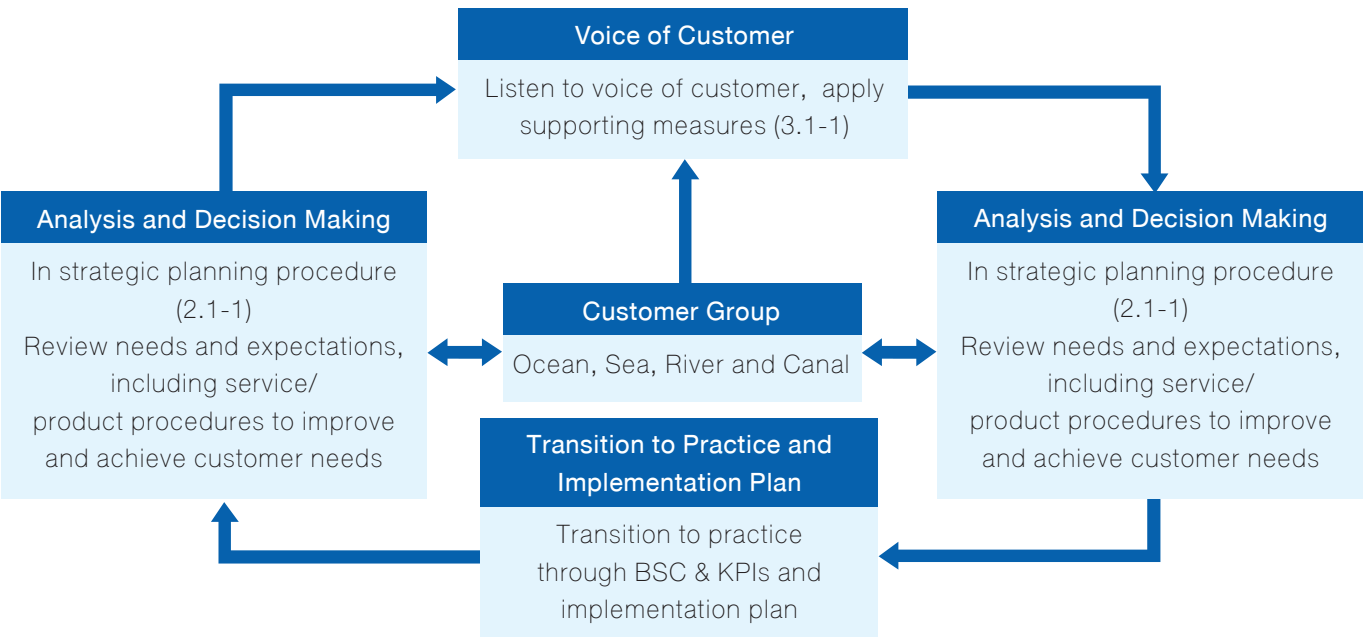 Voice of Customer
Listen to voice of customer, apply
supporting measures (3.1-1)
Analysis and Decision Making
In strategic planning procedure
(2.1-1)
Review needs and expectations,
including service/
product procedures to improve
and achieve customer needs
Customer Group
Ocean, Sea, River and Canal
Analysis and Decision Making
In strategic planning procedure
(2.1-1)
Review needs and expectations,
including service/
product procedures to improve
and achieve customer needs
Transition to Practice and
Implementation Plan
Transition to practice
through BSC & KPIs and
implementation plan